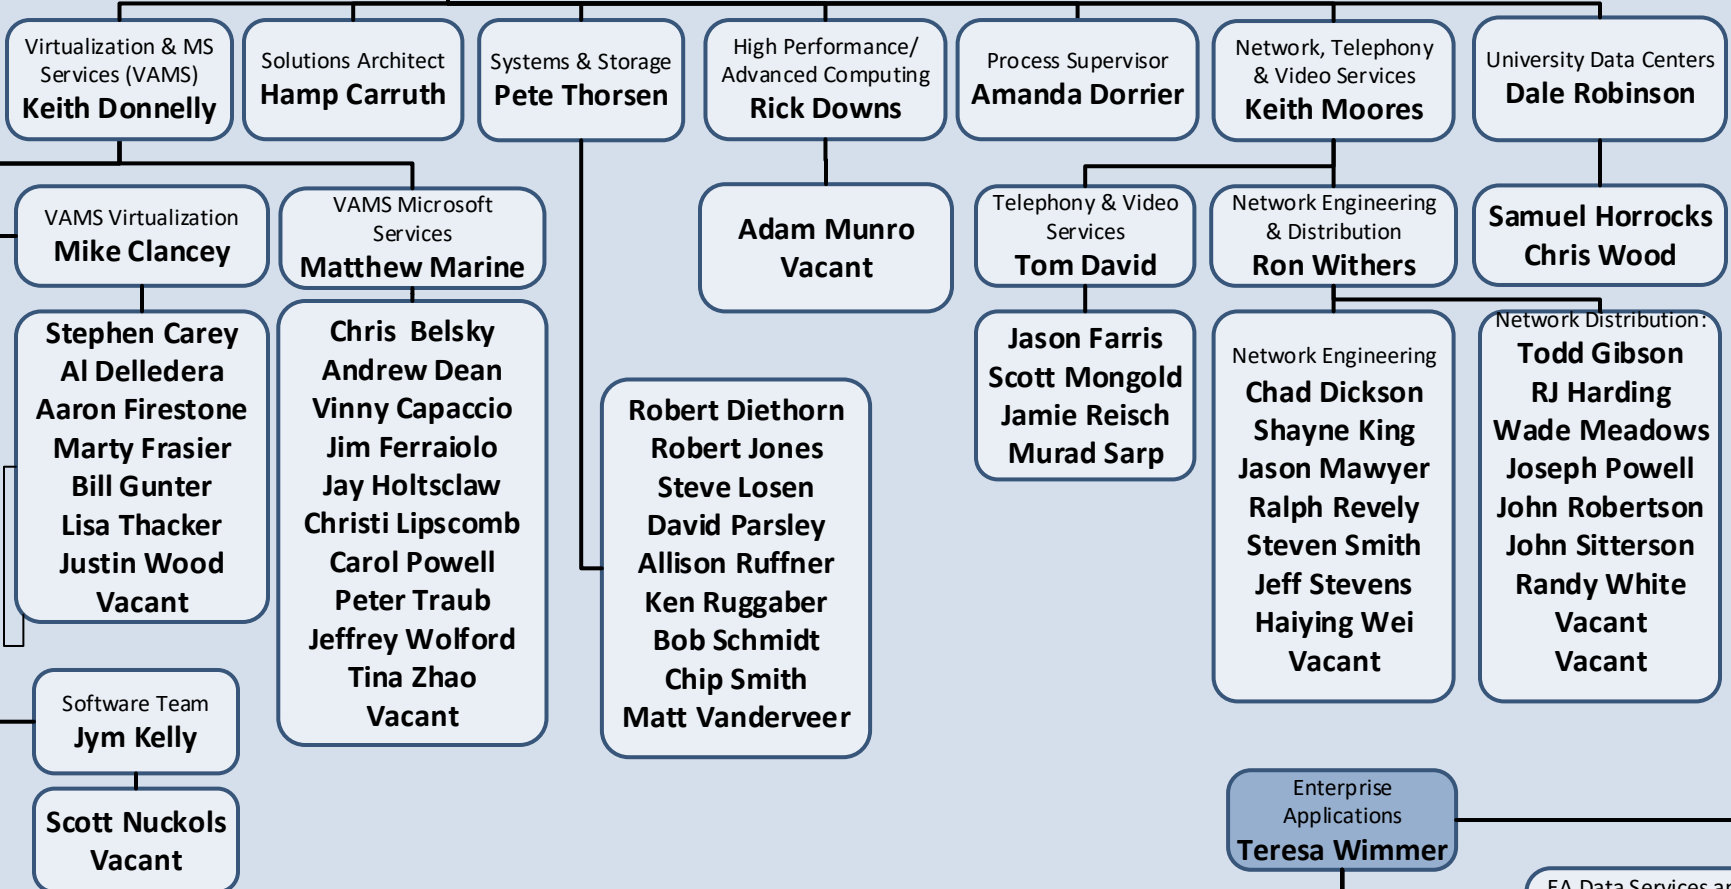 Virtualization & MS
Services (VAMS)
Keith Donnelly
Solutions Architect
Hamp Carruth
Systems & Storage
Pete Thorsen
High Performance/
Advanced Computing
Rick Downs
Process Supervisor
Amanda Dorrier
Network, Telephony
& Video Services
Keith Moores
University Data Centers
Dale Robinson
VAMS Virtualization
Mike Clancey
VAMS Microsoft
Services
Matthew Marine
Adam Munro
Vacant
Telephony & Video
Services
Tom David
Network Engineering
& Distribution
Ron Withers
Samuel Horrocks
Chris Wood
Stephen Carey
Al Delledera
Aaron Firestone
Marty Frasier
Bill Gunter
Lisa Thacker
Justin Wood
Vacant
Chris  Belsky
Andrew Dean
Vinny Capaccio
Jim Ferraiolo
Jay Holtsclaw
Christi Lipscomb
Carol Powell
Peter Traub
Jeffrey Wolford
Tina Zhao
Vacant
Robert Diethorn
Robert Jones
Steve Losen
David Parsley
Allison Ruffner
Ken Ruggaber
Bob Schmidt
Chip Smith
Matt Vanderveer
Jason Farris
Scott Mongold
Jamie Reisch
Murad Sarp
Network Engineering
Chad Dickson
Shayne King
Jason Mawyer
Ralph Revely
Steven Smith
Jeff Stevens
Haiying Wei
Vacant
Network Distribution:
Todd Gibson
RJ Harding
Wade Meadows
Joseph Powell
John Robertson
John Sitterson
Randy White
Vacant
Vacant
Software Team
Jym Kelly
Scott Nuckols
Vacant
Enterprise
Applications
Teresa Wimmer
EA Data Services